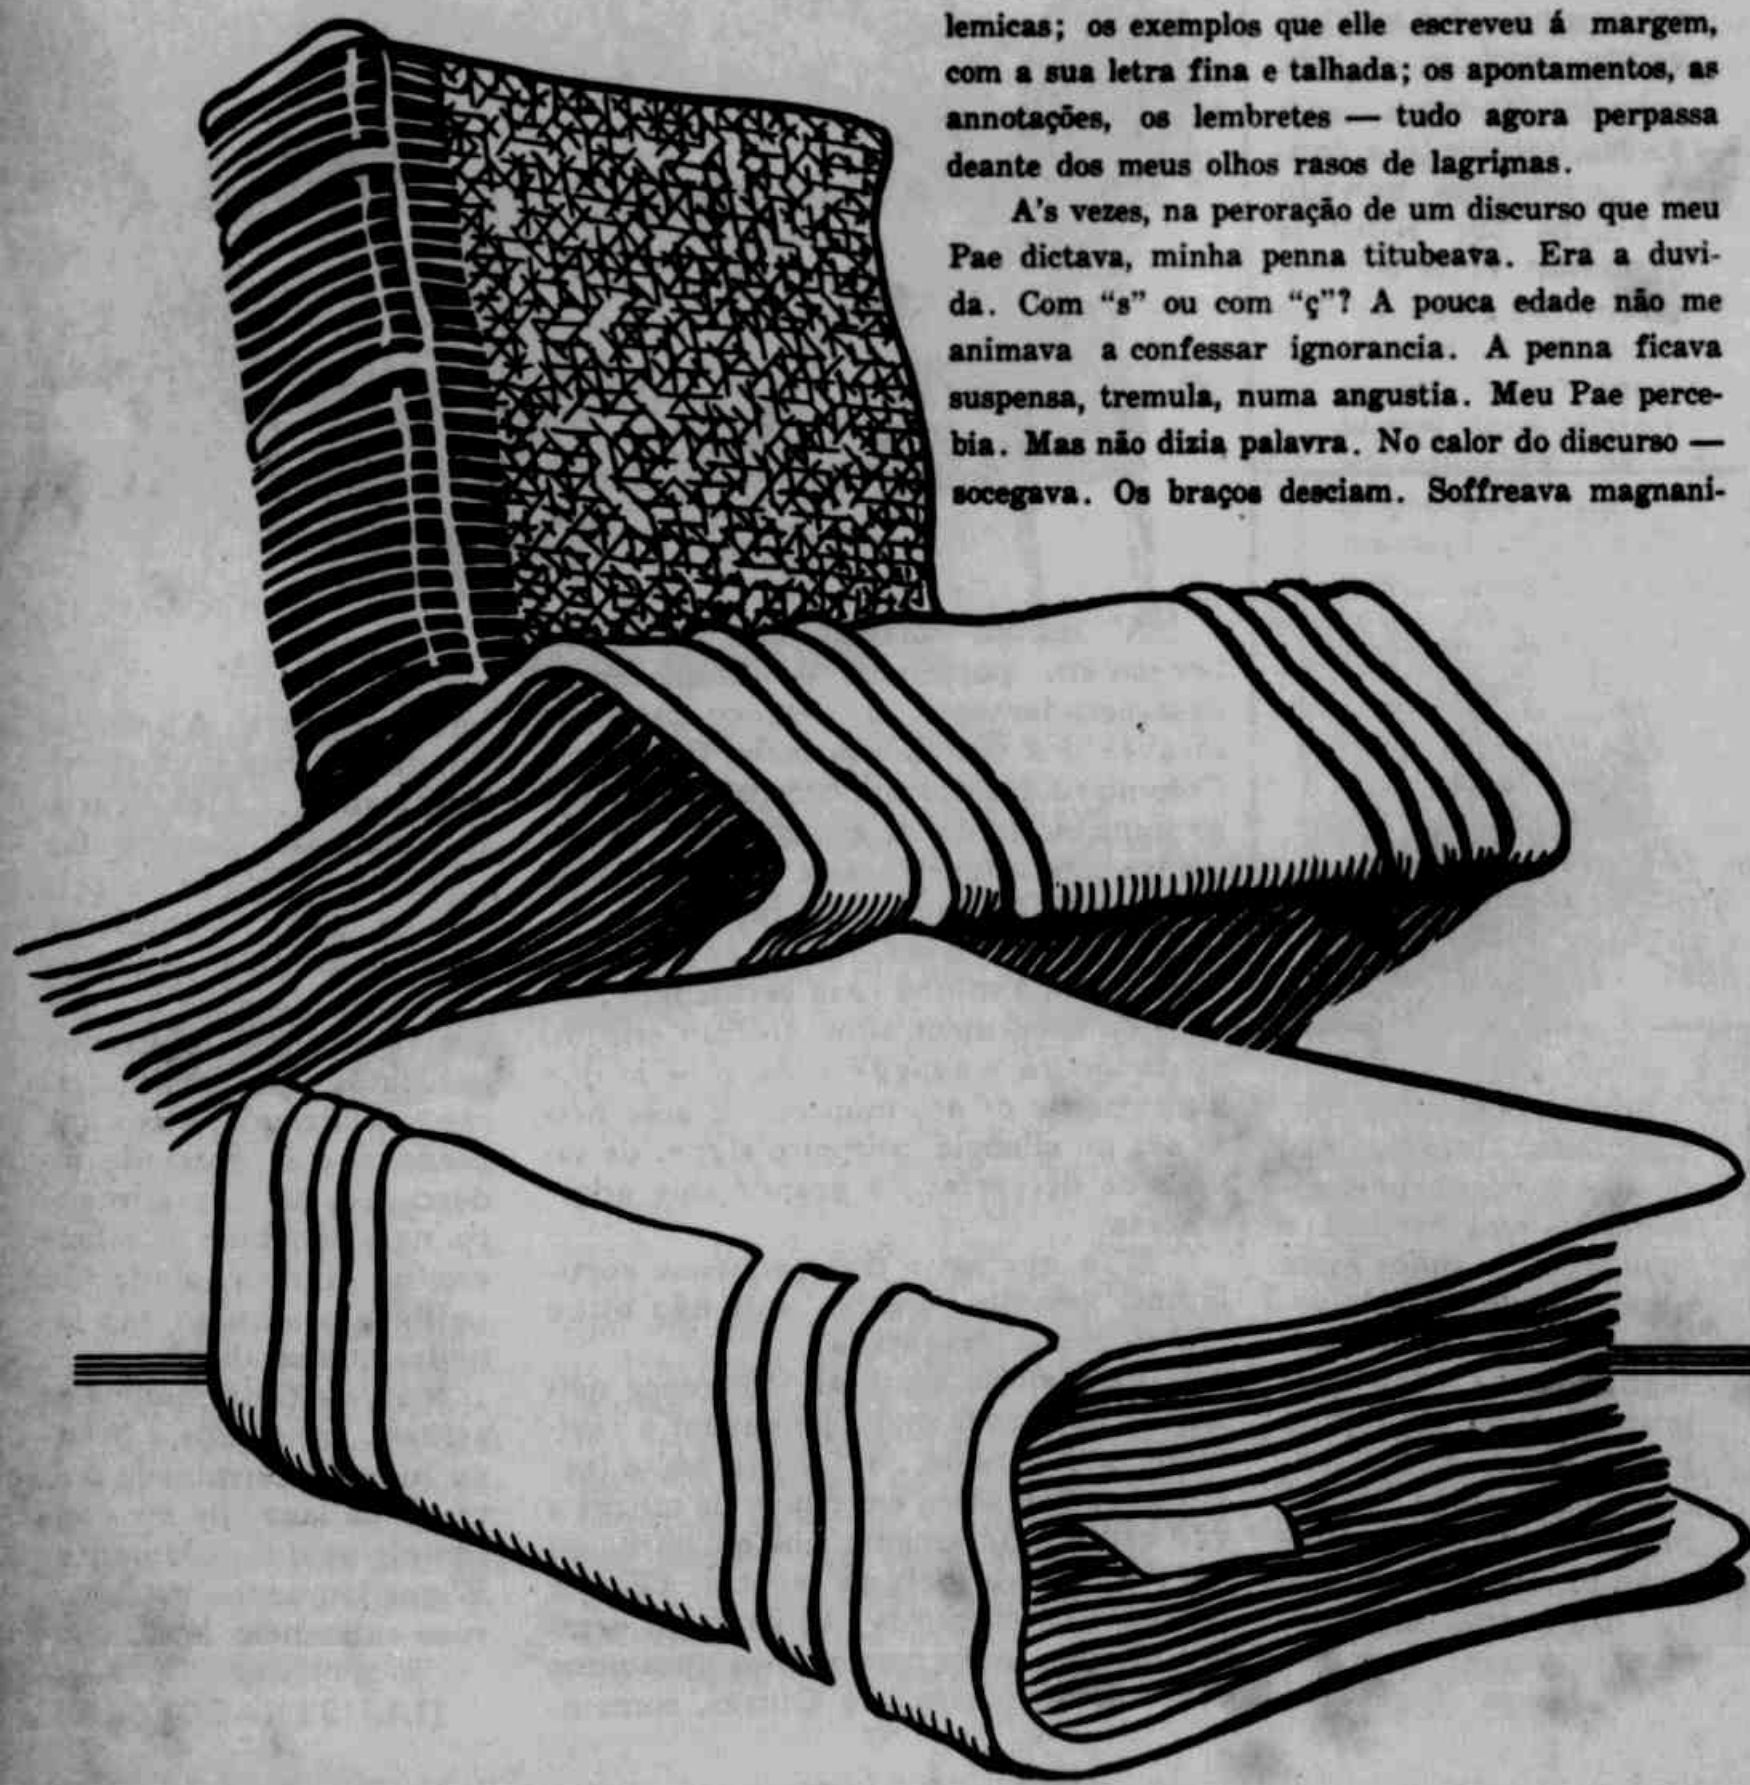 lemicas; os exemplos que elle escreveu á margem,
com a sua letra fina e talhada; os apontamentos, as
annotações, os lembretes — tudo agora perpassa
deante dos meus olhos rasos de lagrimas.
A's vezes, na peroração de um discurso que meu
Pae dictava, minha penna titubeava. Era a duvi-
da. Com "s" ou com "ç"? A pouca edade não me
animava a confessar ignorancia. A penna ficava
suspensa, tremula, numa angustia. Meu Pae perce-
bia. Mas não dizia palavra. No calor do discurso —
socegava. Os braços desciam. Soffreava magnani-